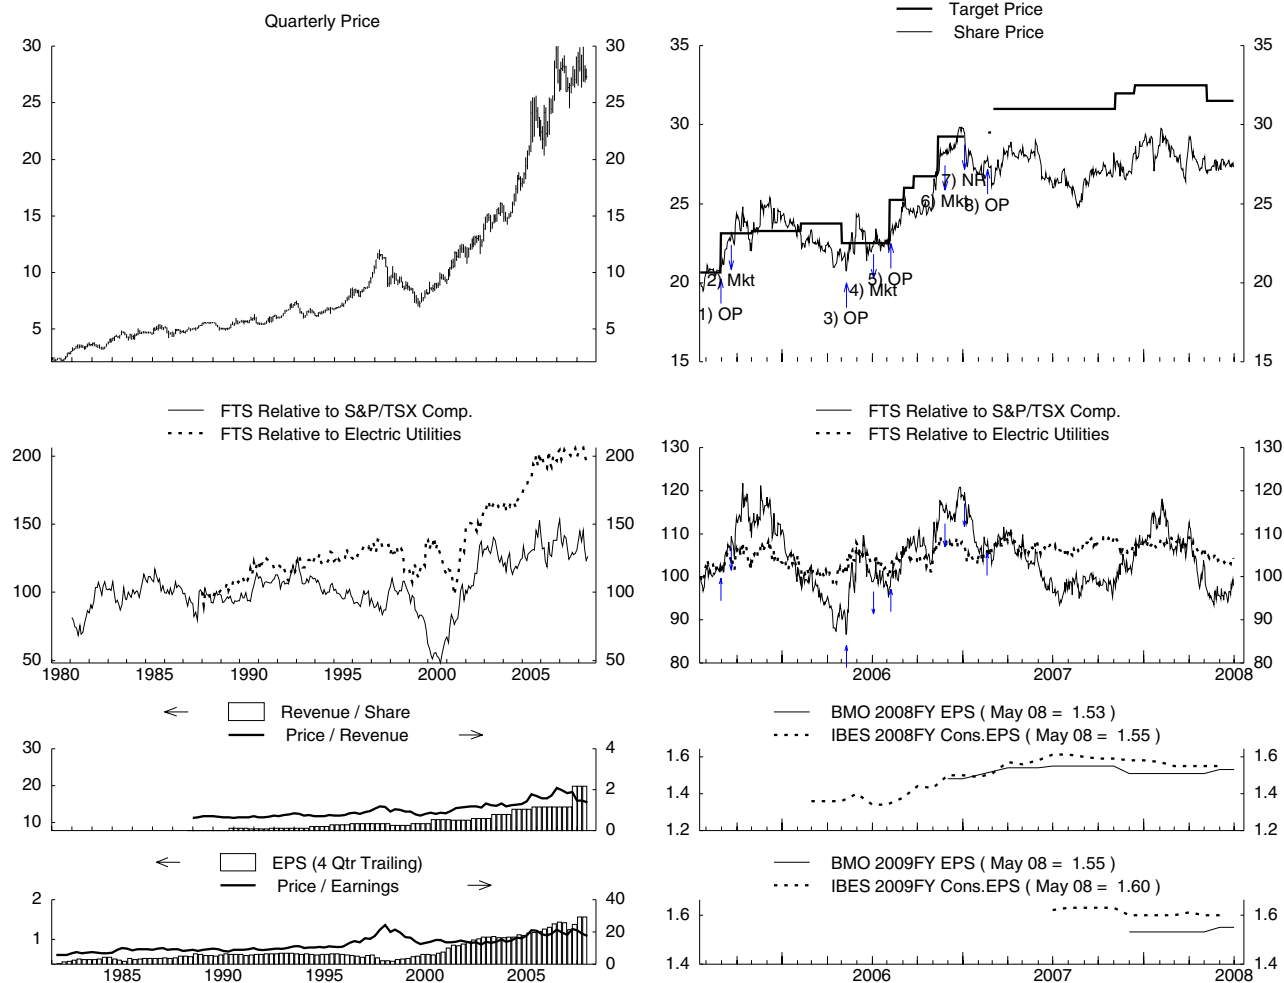 Quarterly Price
30 30
25 25
20 20
15 15
10 10
5 5
Target Price
Share Price
35 35
30 30
25 25
20 20
15 15
7) NR
6) Mkt
8) OP
2) Mkt
5) OP
4) Mkt
1) OP
3) OP
FTS Relative to S&P/TSX Comp.
FTS Relative to Electric Utilities
200 200
150 150
100 100
50 50
1980 1985 1990 1995 2000 2005
FTS Relative to S&P/TSX Comp.
FTS Relative to Electric Utilities
130 130
120 120
110 110
100 100
90 90
80 80
2006 2007 2008
Revenue / Share
Price / Revenue
30 4
20 2
10 0
BMO 2008FY EPS ( May 08 = 1.53 )
IBES 2008FY Cons.EPS ( May 08 = 1.55 )
1.6 1.6
1.4 1.4
1.2 1.2
EPS (4 Qtr Trailing)
Price / Earnings
2 40
1 20
0
1985 1990 1995 2000 2005
BMO 2009FY EPS ( May 08 = 1.55 )
IBES 2009FY Cons.EPS ( May 08 = 1.60 )
1.6 1.6
1.4 1.4
2006 2007 2008